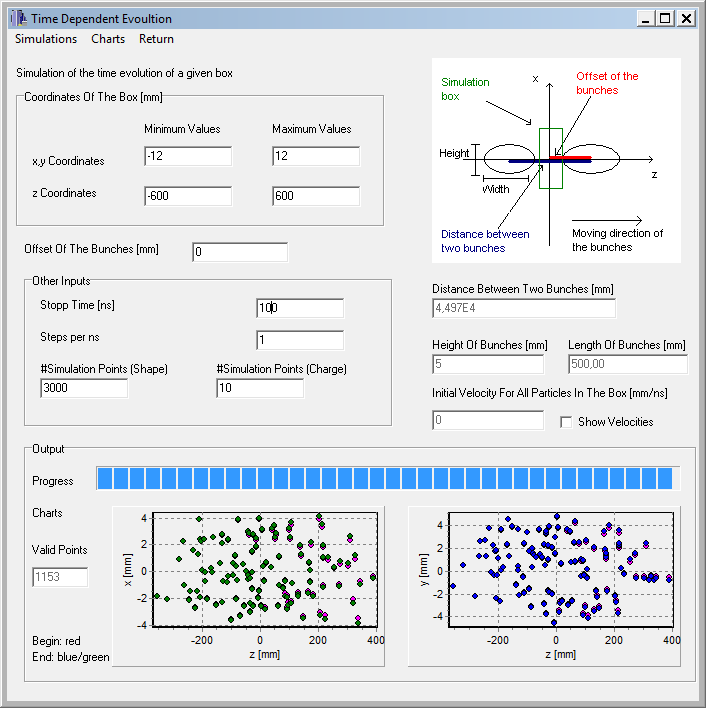 Time Dependent Evoultion
Simulations Charts Return
Simulation of the time evolution of a given box
Coordinates Of The Box [mm]
Minimum Values Maximum Values
x,y Coordinates -12 12
z Coordinates -600 600
Offset Of The Bunches [mm] 0
Other Inputs
Stopp Time [ns] 100
Steps per ns 1
#Simulation Points (Shape) #Simulation Points (Charge)
3000 10
Simulation
box
x
Offset of the
bunches
Height
z
Width
Distance between
two bunches
Moving direction of
the bunches
Distance Between Two Bunches [mm]
4,497E4
Height Of Bunches [mm] Length Of Bunches [mm]
5 500,00
Initial Velocity For All Particles In The Box [mm/ns]
0 Show Velocities
Output
Progress
Charts
Valid Points
1153
Begin: red
End: blue/green
x [mm]
4
2
0
-2
-4
-200 0 200 400
z [mm]
y [mm]
4
2
0
-2
-4
-200 0 200 400
z [mm]